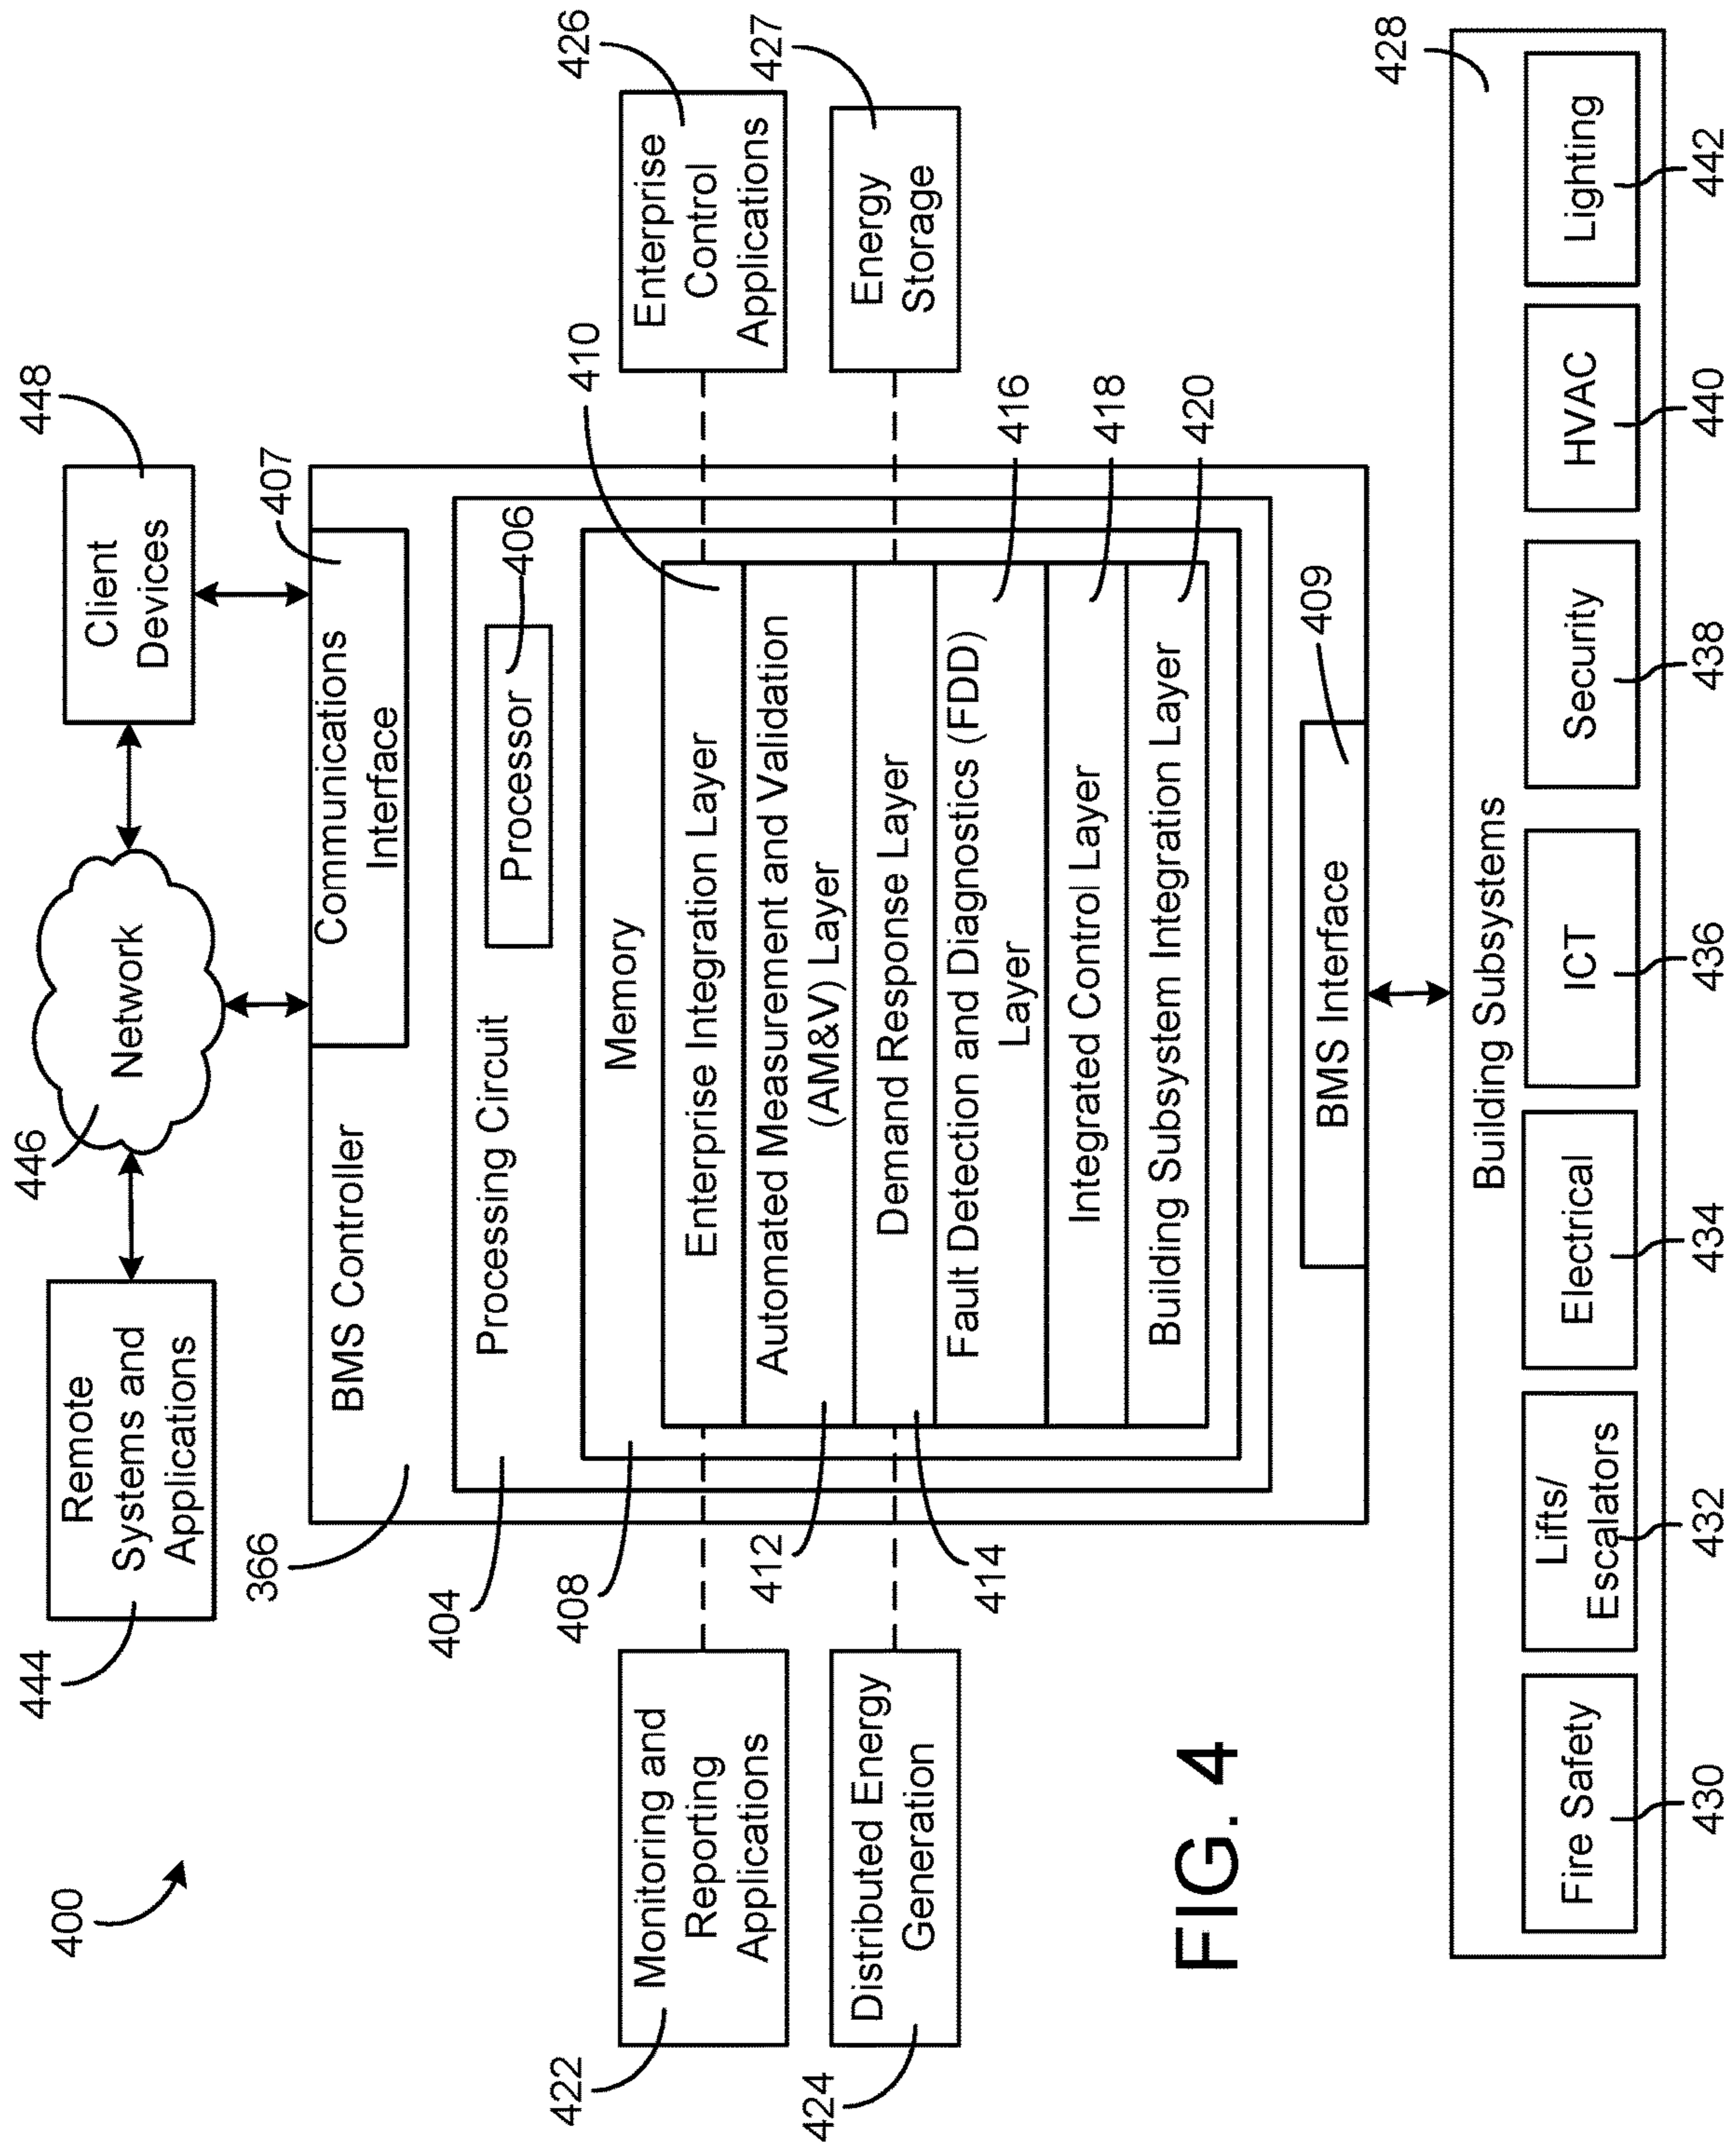 400
444
Remote
Systems and
Applications
446
Network
448
Client
Devices
366
BMS Controller
407
Communications
Interface
404
Processing Circuit
Processor
406
408
Memory
410
Enterprise Integration Layer
Automated Measurement and Validation
(AM&V) Layer
412
Demand Response Layer
414
Fault Detection and Diagnostics (FDD)
Layer
416
Integrated Control Layer
418
Building Subsystem Integration Layer
420
422
Monitoring and
Reporting
Applications
424
Distributed Energy
Generation
426
Enterprise
Control
Applications
427
Energy
Storage
BMS Interface
409
428
Building Subsystems
Fire Safety
Lifts/
Escalators
Electrical
ICT
Security
HVAC
Lighting
430
432
434
436
438
440
442
FIG. 4